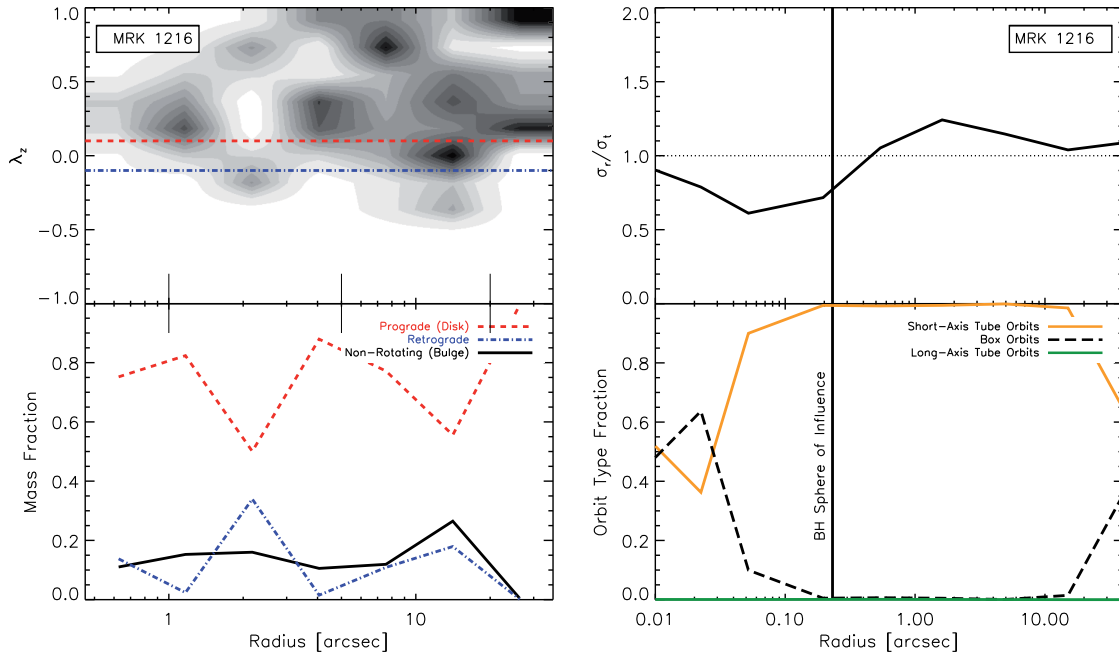 1.0
MRK 1216
0.5
0.0
−0.5
−1.0
λz
0.8
0.6
0.4
0.2
0.0
Mass Fraction
Prograde (Disk)
Retrograde
Non-Rotating (Bulge)
1
10
Radius [arcsec]
2.0
MRK 1216
1.5
1.0
0.5
0.0
σr/σt
0.8
0.6
0.4
0.2
0.0
Orbit Type Fraction
Short-Axis Tube Orbits
Box Orbits
Long-Axis Tube Orbits
BH Sphere of Influence
0.01
0.10
1.00
10.00
Radius [arcsec]